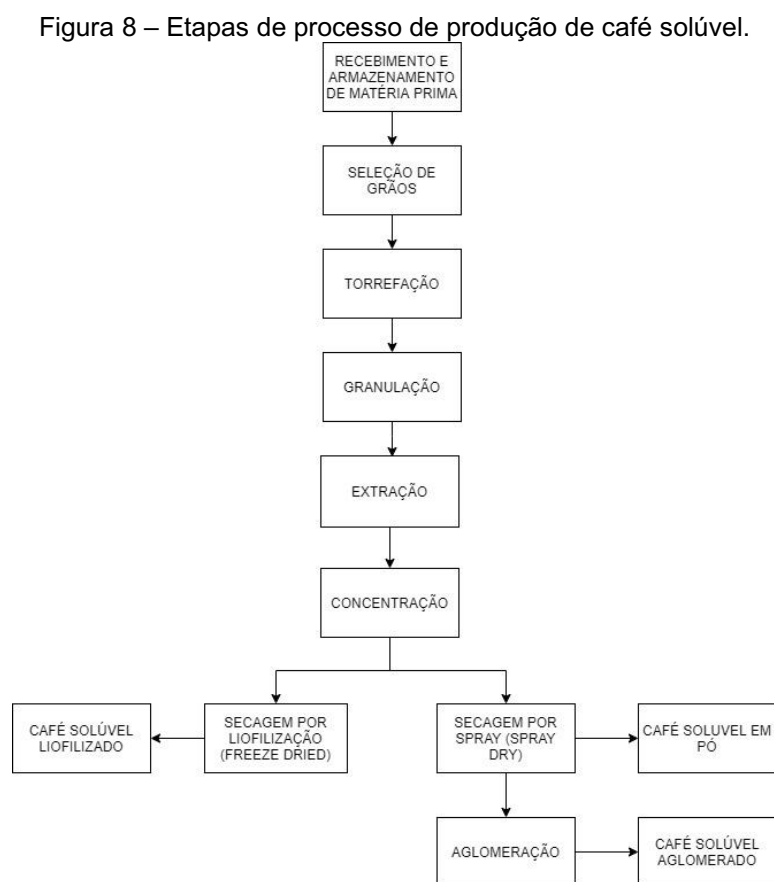 Figura 8 – Etapas de processo de produção de café solúvel.
RECEBIMENTO E
ARMAZENAMENTO
DE MATÉRIA PRIMA
SELEÇÃO DE
GRÃOS
TORREFAÇÃO
GRANULAÇÃO
EXTRAÇÃO
CONCENTRAÇÃO
CAFÉ SOLÚVEL
LIOFILIZADO
SECAGEM POR
LIOFILIZAÇÃO
(FREEZE DRIED)
SECAGEM POR
SPRAY (SPRAY
DRY)
CAFÉ SOLUVEL EM
PÓ
AGLOMERAÇÃO
CAFÉ SOLÚVEL
AGLOMERADO